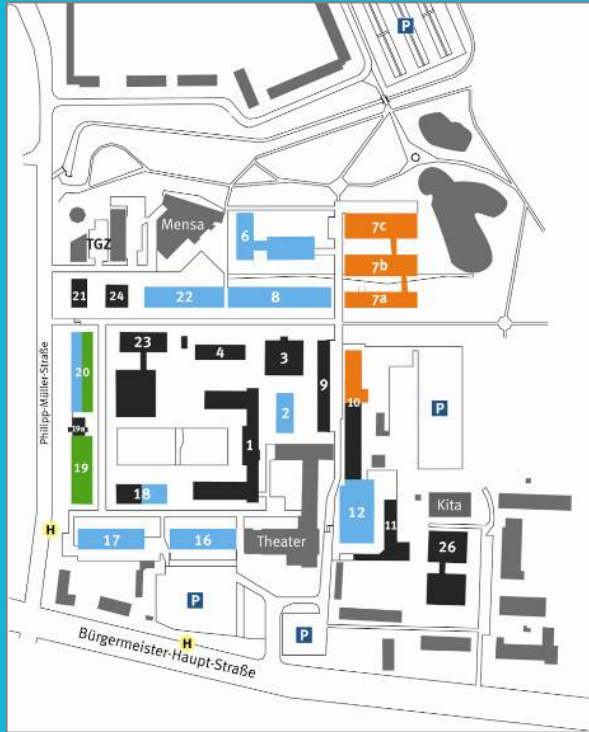 P
Mensa
6
7c
TGZ
7b
21
24
22
8
7a
Philipp-Müller-Straße
20
23
4
3
9
10
2
P
19a
1
19
18
12
11
Kita
H
17
16
Theater
26
P
P
H
Bürgermeister-Haupt-Straße